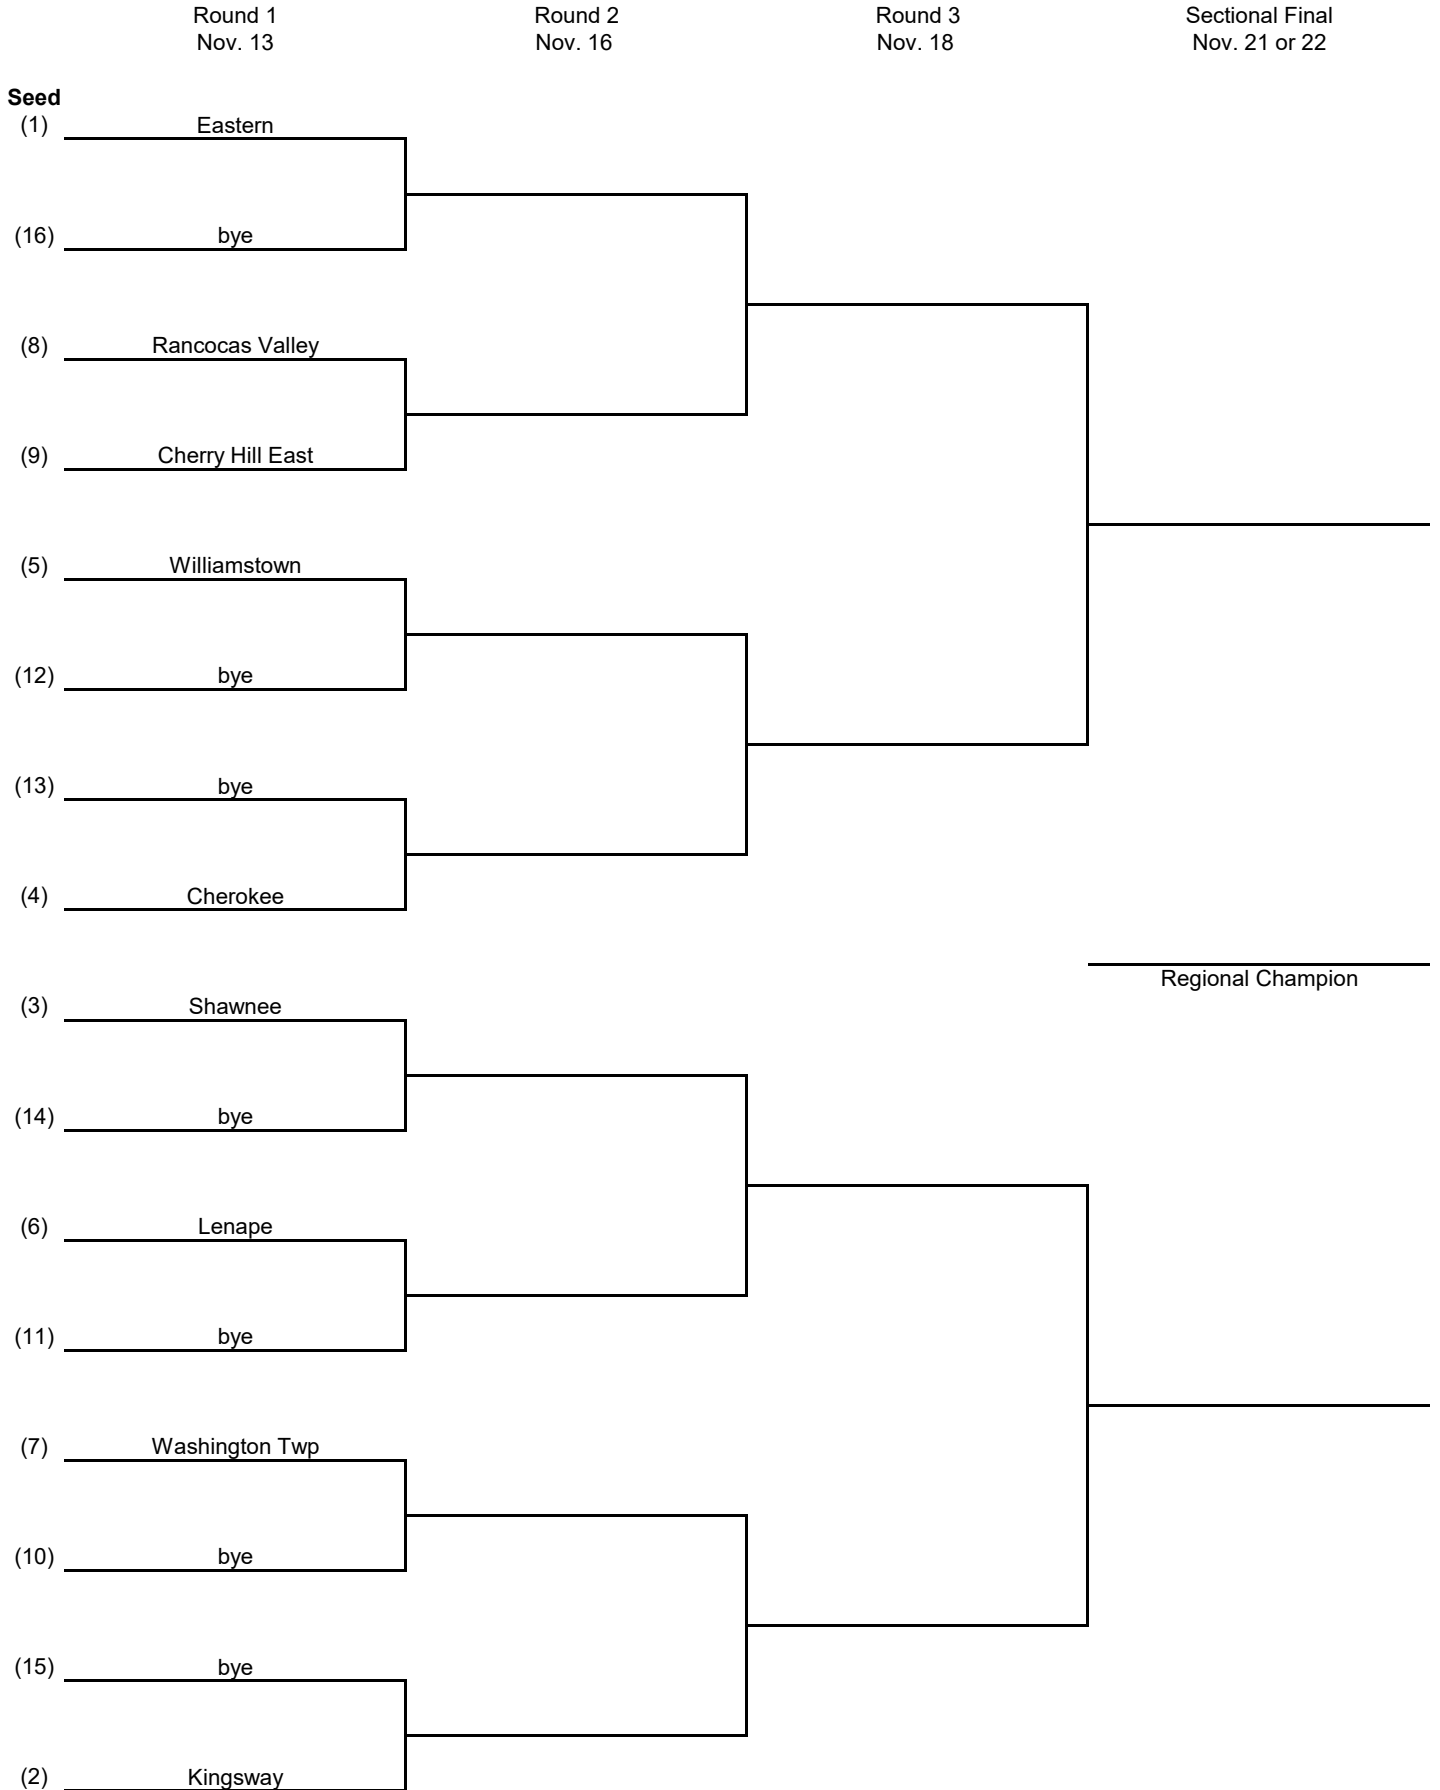 Round 1 Round 2 Round 3 Sectional Final
Nov. 13 Nov. 16 Nov. 18 Nov. 21 or 22
Seed
(1) Eastern
(16) bye
(8) Rancocas Valley
(9) Cherry Hill East
(5) Williamstown
(12) bye
(13) bye
(4) Cherokee
Regional Champion
(3) Shawnee
(14) bye
(6) Lenape
(11) bye
(7) Washington Twp
(10) bye
(15) bye
(2) Kingsway